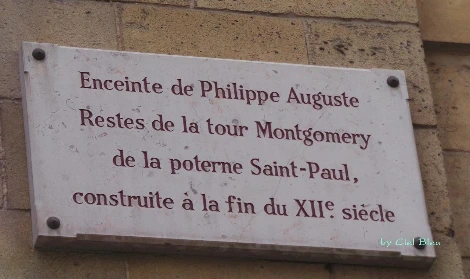 Enceinte de Philippe Auguste
Restes de la tour Montgomery
de la poterne Saint-Paul,
construite à la fin du XIIe. siècle
by Ciel Bleu